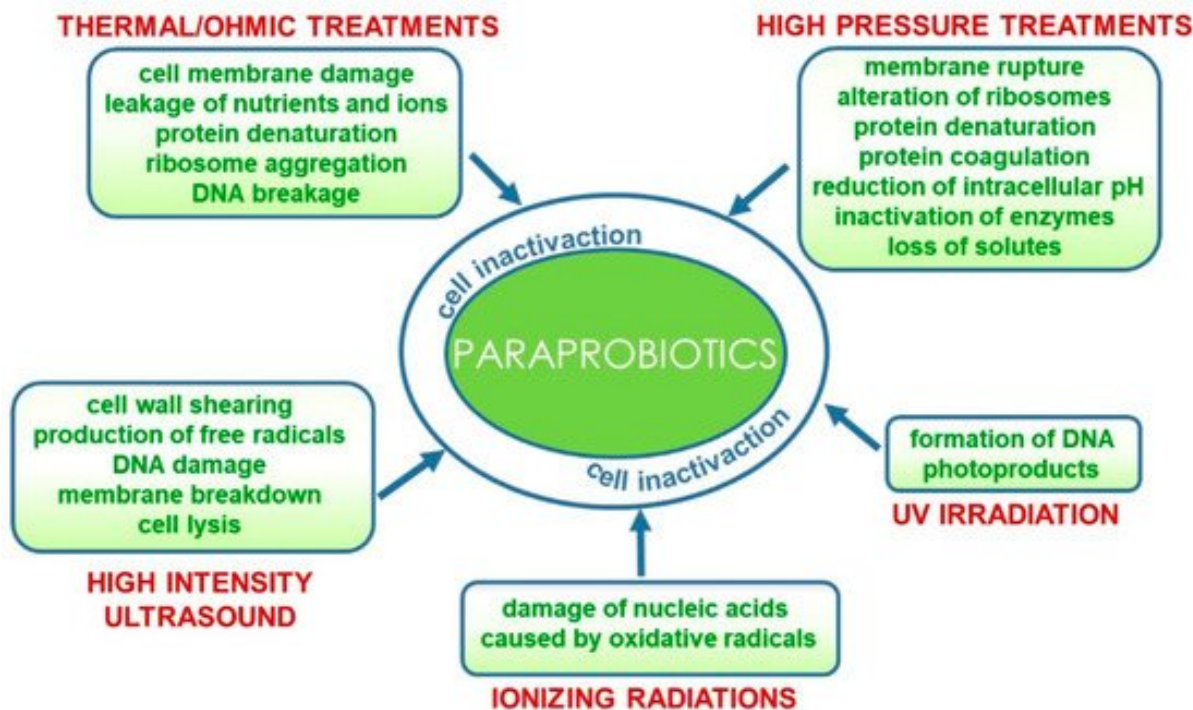 THERMAL/OHMIC TREATMENTS
cell membrane damage
leakage of nutrients and ions
protein denaturation
ribosome aggregation
DNA breakage
HIGH PRESSURE TREATMENTS
membrane rupture
alteration of ribosomes
protein denaturation
protein coagulation
reduction of intracellular pH
inactivation of enzymes
loss of solutes
cell inactivaction
PARAPROBIOTICS
cell inactivaction
cell wall shearing
production of free radicals
DNA damage
membrane breakdown
cell lysis
HIGH INTENSITY
ULTRASOUND
formation of DNA
photoproducts
UV IRRADIATION
damage of nucleic acids
caused by oxidative radicals
IONIZING RADIATIONS